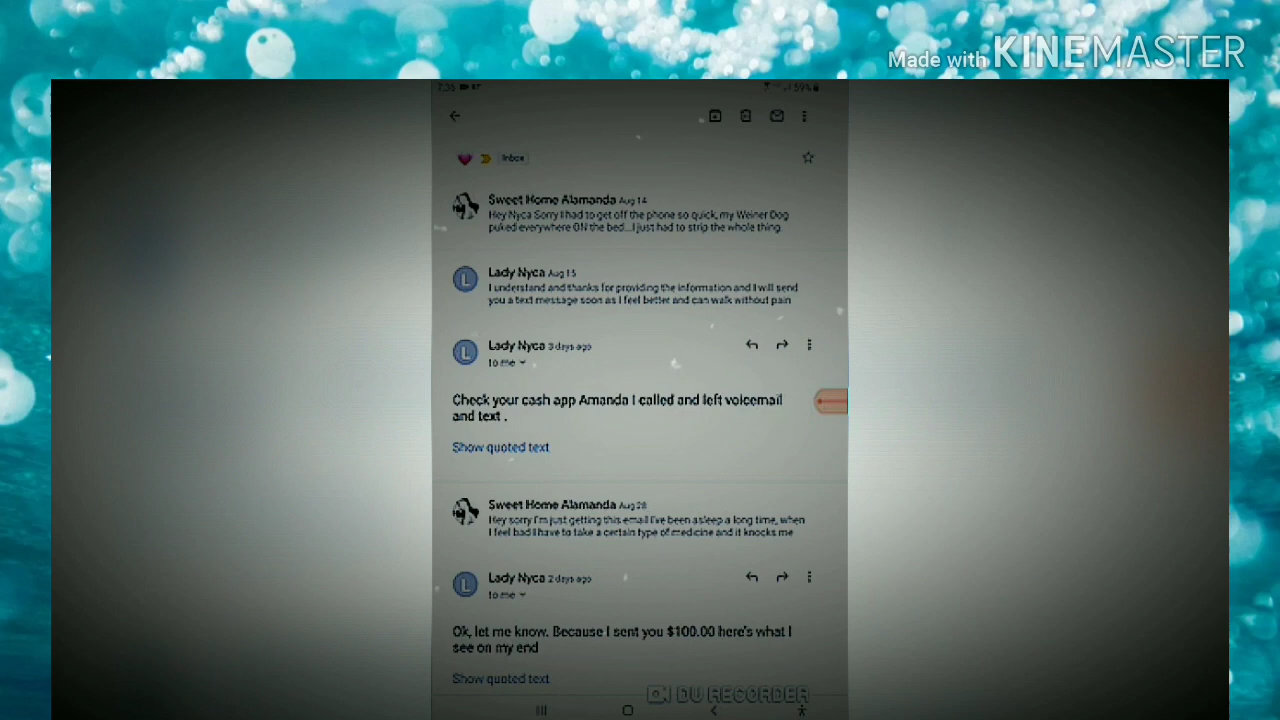 Made with KINEMASTER
7:35
59%
Inbox
Sweet Home Alamanda Aug 14
Hey Nyca Sorry I had to get off the phone so quick, my Weiner Dog
puked everywhere ON the bed...I just had to strip the whole thing
Lady Nyca Aug 15
L
I understand and thanks for providing the information and I will send
you a text message soon as I feel better and can walk without pain
Lady Nyca 3 days ago
L
to me
Check your cash app Amanda I called and left voicemail
and text .
Show quoted text
Sweet Home Alamanda Aug 28
Hey sorry I'm just getting this email I've been asleep a long time, when
I feel bad I have to take a certain type of medicine and it knocks me
Lady Nyca 2 days ago
L
to me
Ok, let me know. Because I sent you $100.00 here's what I
see on my end
Show quoted text
DU RECORDER